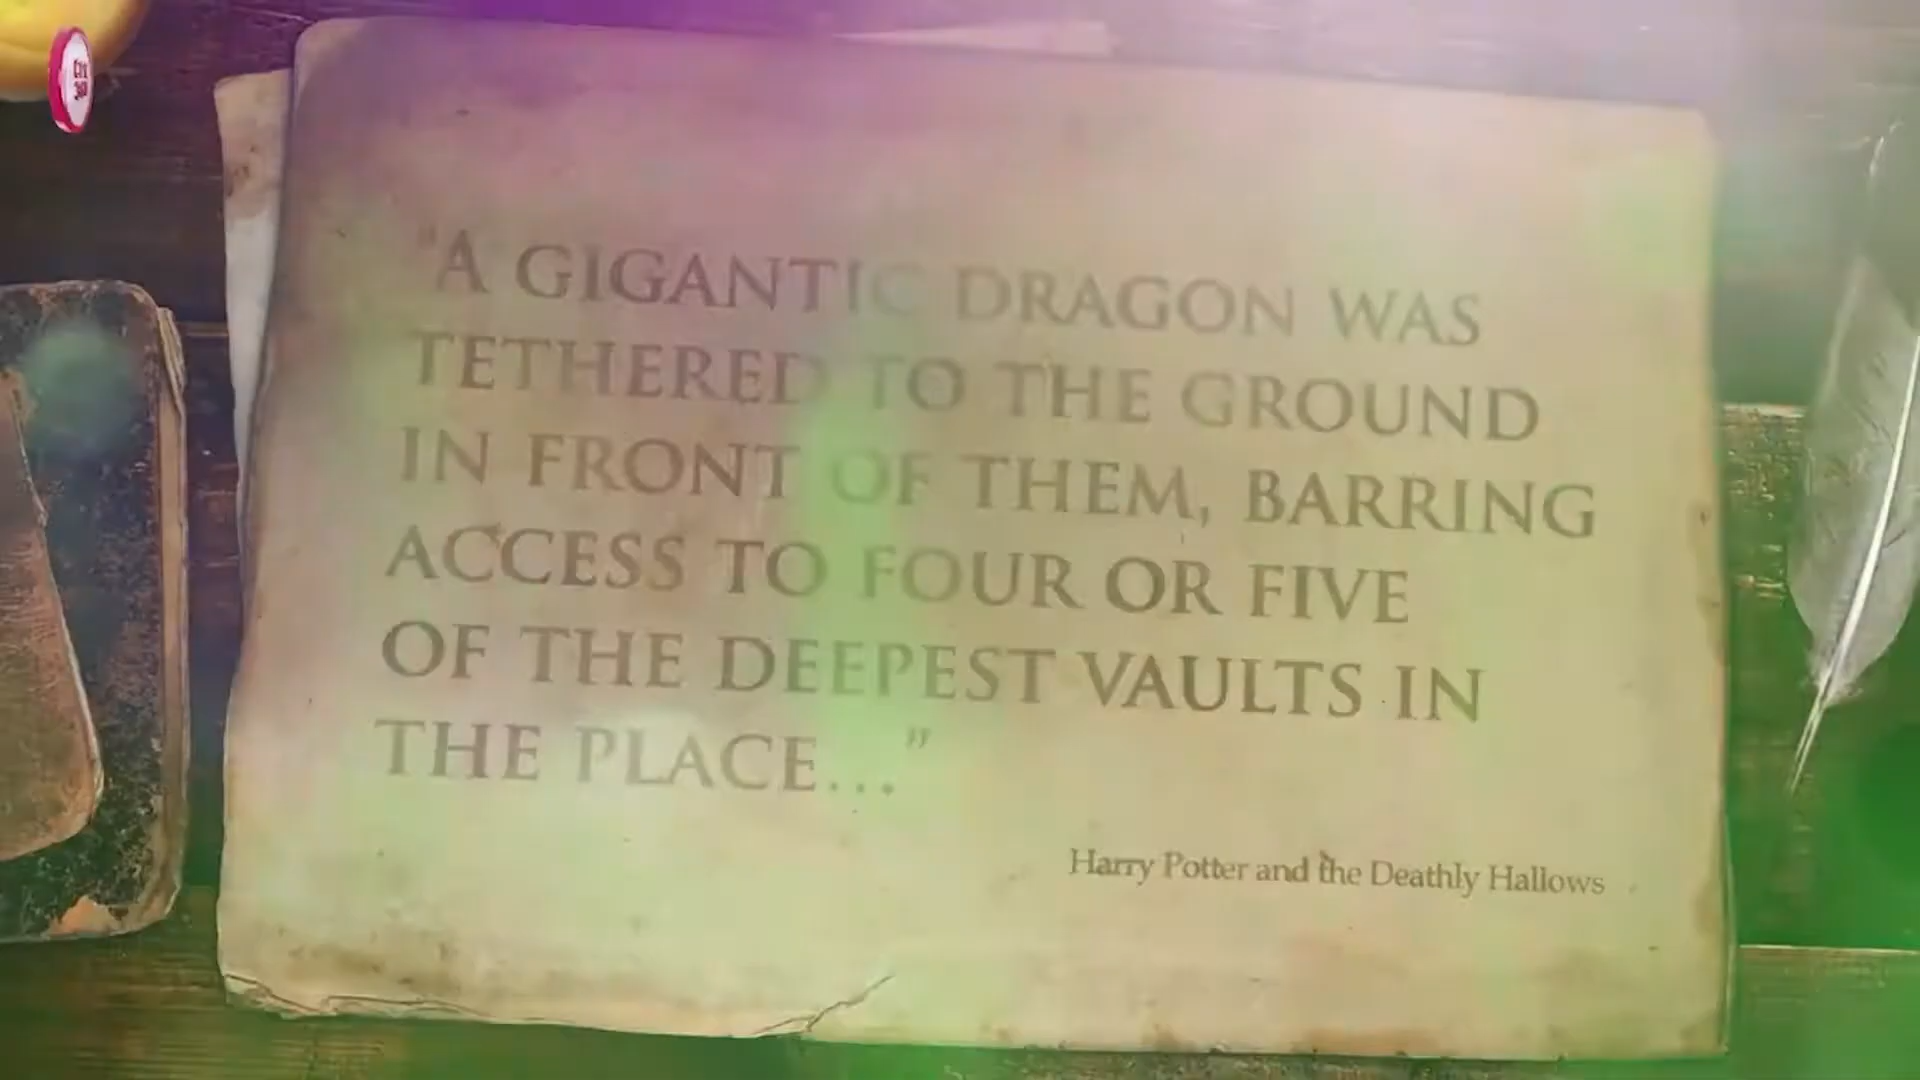 "A GIGANTIC DRAGON WAS
TETHERED TO THE GROUND
IN FRONT OF THEM, BARRING
ACCESS TO FOUR OR FIVE
OF THE DEEPEST VAULTS IN
THE PLACE..."
Harry Potter and the Deathly Hallows